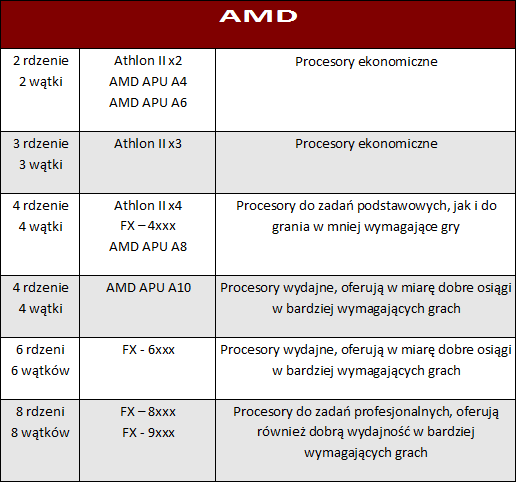 AMD
2 rdzenie
2 wątki
Athlon II x2
AMD APU A4
AMD APU A6
Procesory ekonomiczne
3 rdzenie
3 wątki
Athlon II x3
Procesory ekonomiczne
4 rdzenie
4 wątki
Athlon II x4
FX – 4xxx
AMD APU A8
Procesory do zadań podstawowych, jak i do
grania w mniej wymagające gry
4 rdzenie
4 wątki
AMD APU A10
Procesory wydajne, oferują w miarę dobre osiągi
w bardziej wymagających grach
6 rdzeni
6 wątków
FX - 6xxx
Procesory wydajne, oferują w miarę dobre osiągi
w bardziej wymagających grach
8 rdzeni
8 wątków
FX – 8xxx
FX - 9xxx
Procesory do zadań profesjonalnych, oferują
również dobrą wydajność w bardziej
wymagających grach